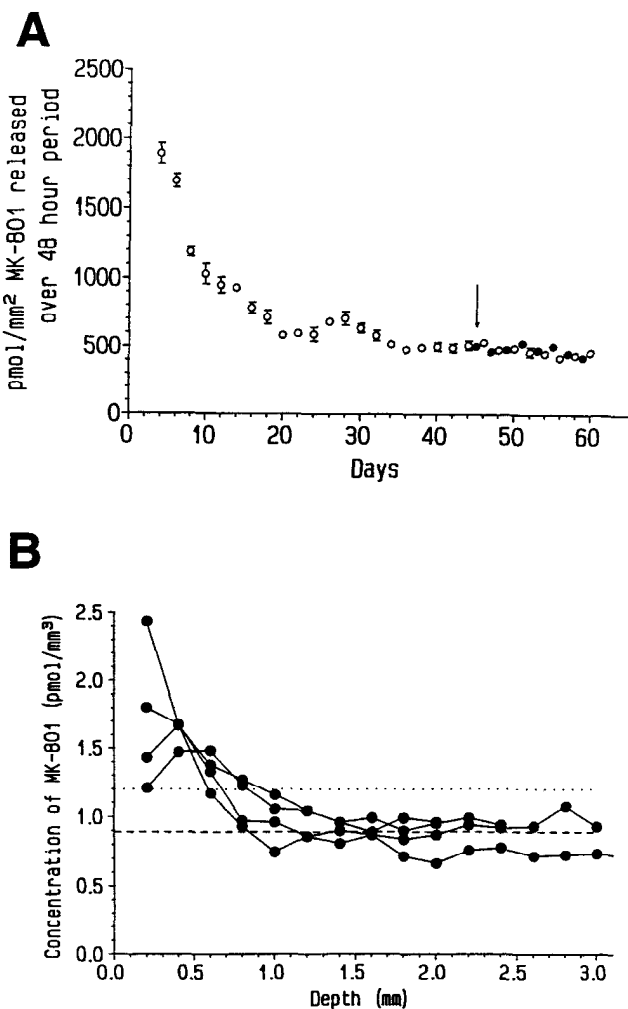 A
pmol/mm² MK-801 released
over 48 hour period
2500
2000
1500
1000
500
0
0 10 20 30 40 50 60
Days
B
Concentration of MK-801 (pmol/mm³)
2.5
2.0
1.5
1.0
0.5
0.0
0.0 0.5 1.0 1.5 2.0 2.5 3.0
Depth (mm)